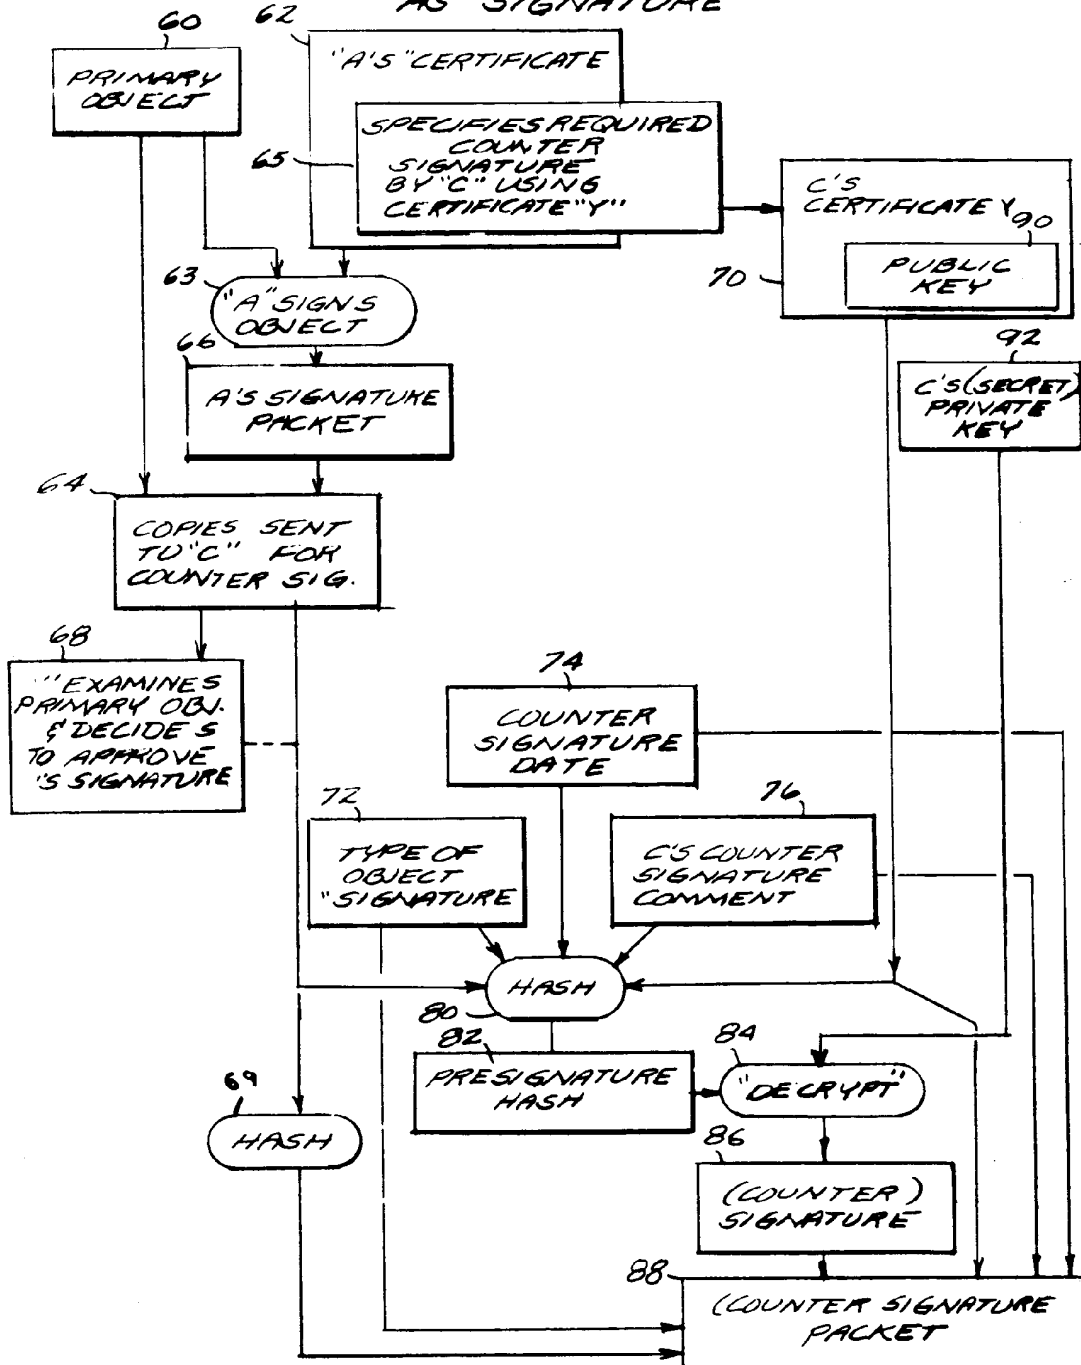 AS SIGNATURE
60
PRIMARY
OBJECT
62
"A'S" CERTIFICATE
65
SPECIFIES REQUIRED
COUNTER
SIGNATURE
BY "C" USING
CERTIFICATE "Y"
C'S
CERTIFICATE Y
90
PUBLIC
KEY
70
63
"A" SIGNS
OBJECT
92
C'S (SECRET)
PRIVATE
KEY
66
A'S SIGNATURE
PACKET
64
COPIES SENT
TO "C" FOR
COUNTER SIG.
68
"" EXAMINES
PRIMARY OBJ.
& DECIDES
TO APPROVE
'S SIGNATURE
74
COUNTER
SIGNATURE
DATE
72
TYPE OF
OBJECT
"SIGNATURE
76
C'S COUNTER
SIGNATURE
COMMENT
HASH
80
82
PRESIGNATURE
HASH
84
"DECRYPT"
69
HASH
86
(COUNTER)
SIGNATURE
88
(COUNTER SIGNATURE
PACKET